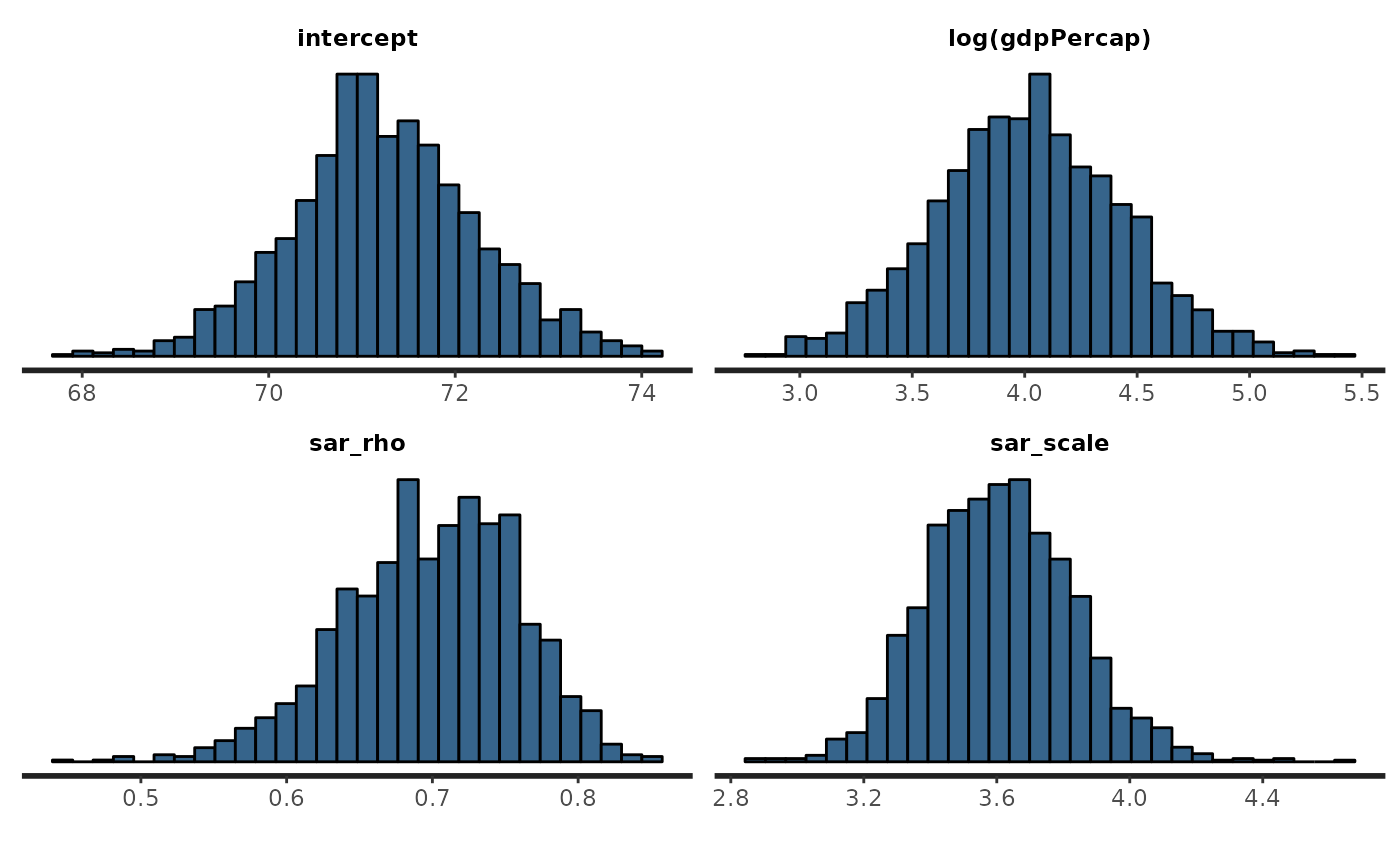 intercept
log(gdpPercap)
68 70 72 74
3.0 3.5 4.0 4.5 5.0 5.5
sar_rho
sar_scale
0.5 0.6 0.7 0.8
2.8 3.2 3.6 4.0 4.4